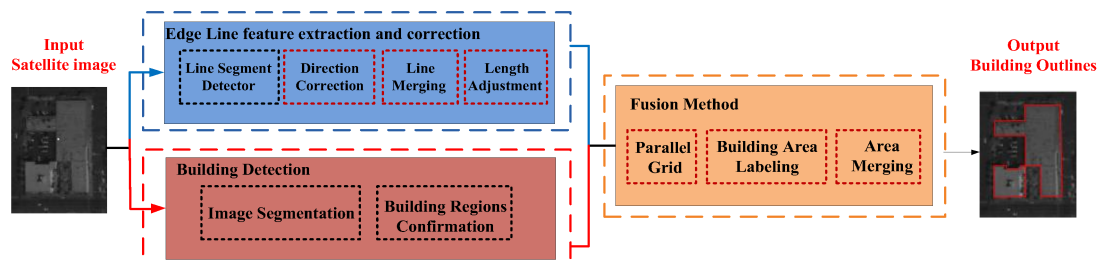 Input
Satellite image
Edge Line feature extraction and correction
Line Segment
Detector
Direction
Correction
Line
Merging
Length
Adjustment
Building Detection
Image Segmentation
Building Regions
Confirmation
Fusion Method
Parallel
Grid
Building Area
Labeling
Area
Merging
Output
Building Outlines